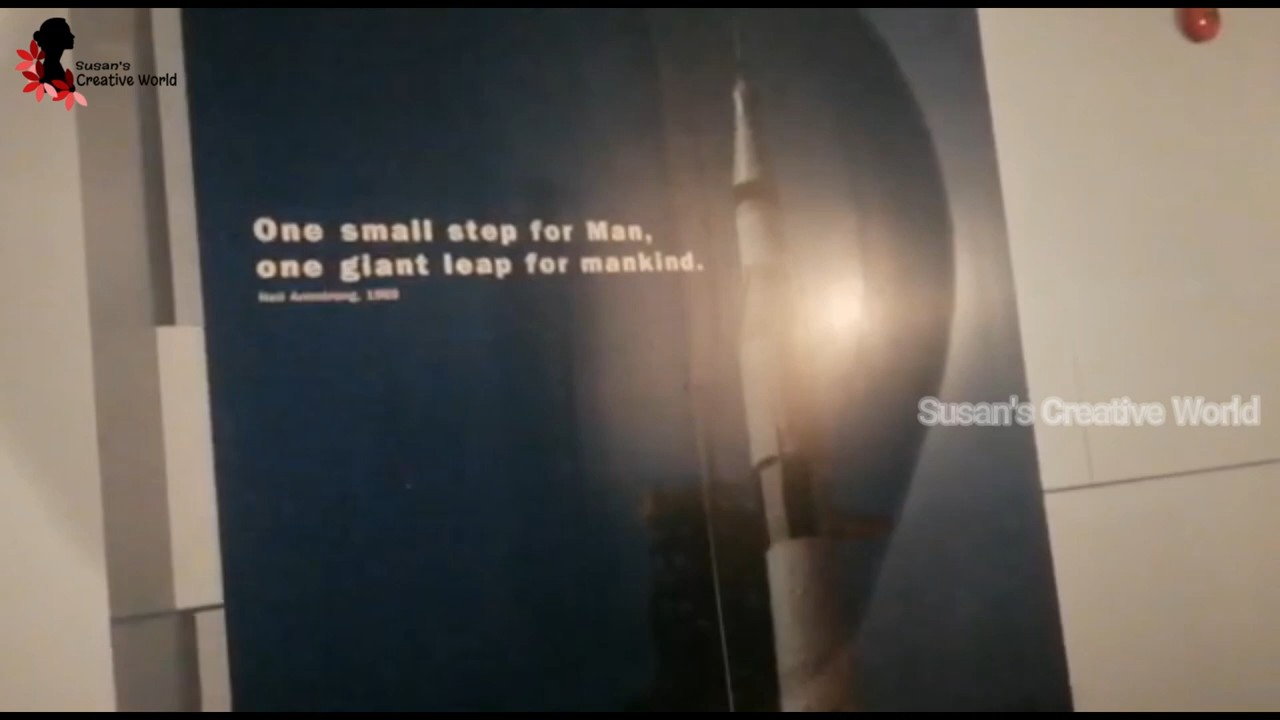 Susan's
Creative World
One small step for Man,
one giant leap for mankind.
Neil Armstrong, 1969
Susan's Creative World